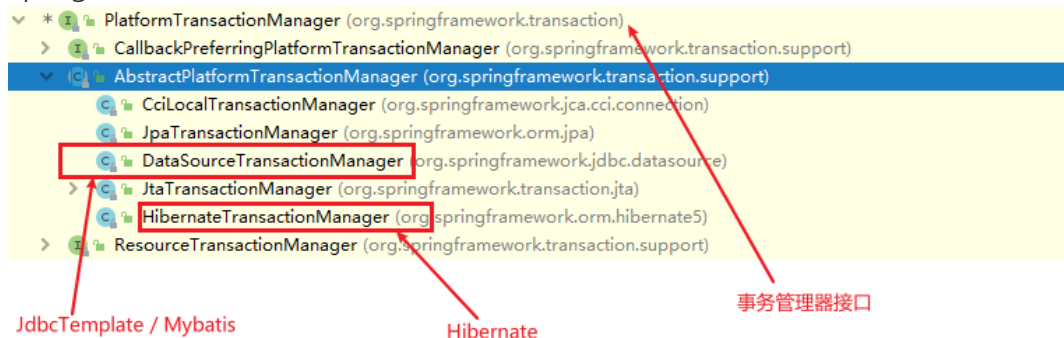 PlatformTransactionManager (org.springframework.transaction)
CallbackPreferringPlatformTransactionManager (org.springframework.transaction.support)
AbstractPlatformTransactionManager (org.springframework.transaction.support)
CciLocalTransactionManager (org.springframework.jca.cci.connection)
JpaTransactionManager (org.springframework.orm.jpa)
DataSourceTransactionManager (org.springframework.jdbc.datasource)
JtaTransactionManager (org.springframework.transaction.jta)
HibernateTransactionManager (org.springframework.orm.hibernate5)
ResourceTransactionManager (org.springframework.transaction.support)
事务管理器接口
JdbcTemplate / Mybatis
Hibernate